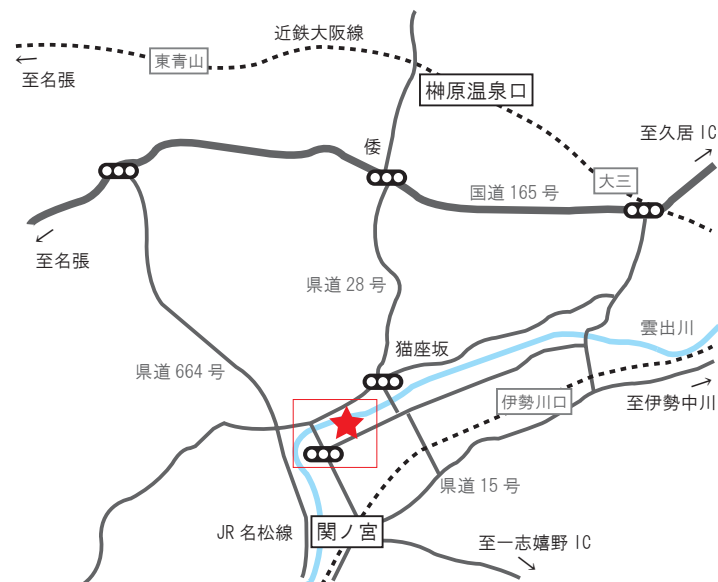 近鉄大阪線
東青山
←
至名張
榊原温泉口
至久居 IC
→
倭
大三
国道 165 号
←
至名張
県道 28 号
雲出川
猫座坂
県道 664 号
伊勢川口
→
至伊勢中川
県道 15 号
JR 名松線
関ノ宮
至一志嬉野 IC
→